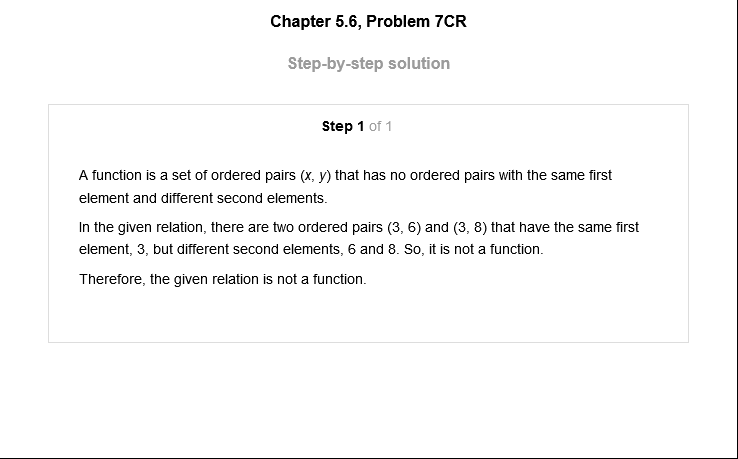 Chapter 5.6, Problem 7CR
Step-by-step solution
Step 1 of 1
A function is a set of ordered pairs (x, y) that has no ordered pairs with the same first
element and different second elements.
In the given relation, there are two ordered pairs (3, 6) and (3, 8) that have the same first
element, 3, but different second elements, 6 and 8. So, it is not a function.
Therefore, the given relation is not a function.